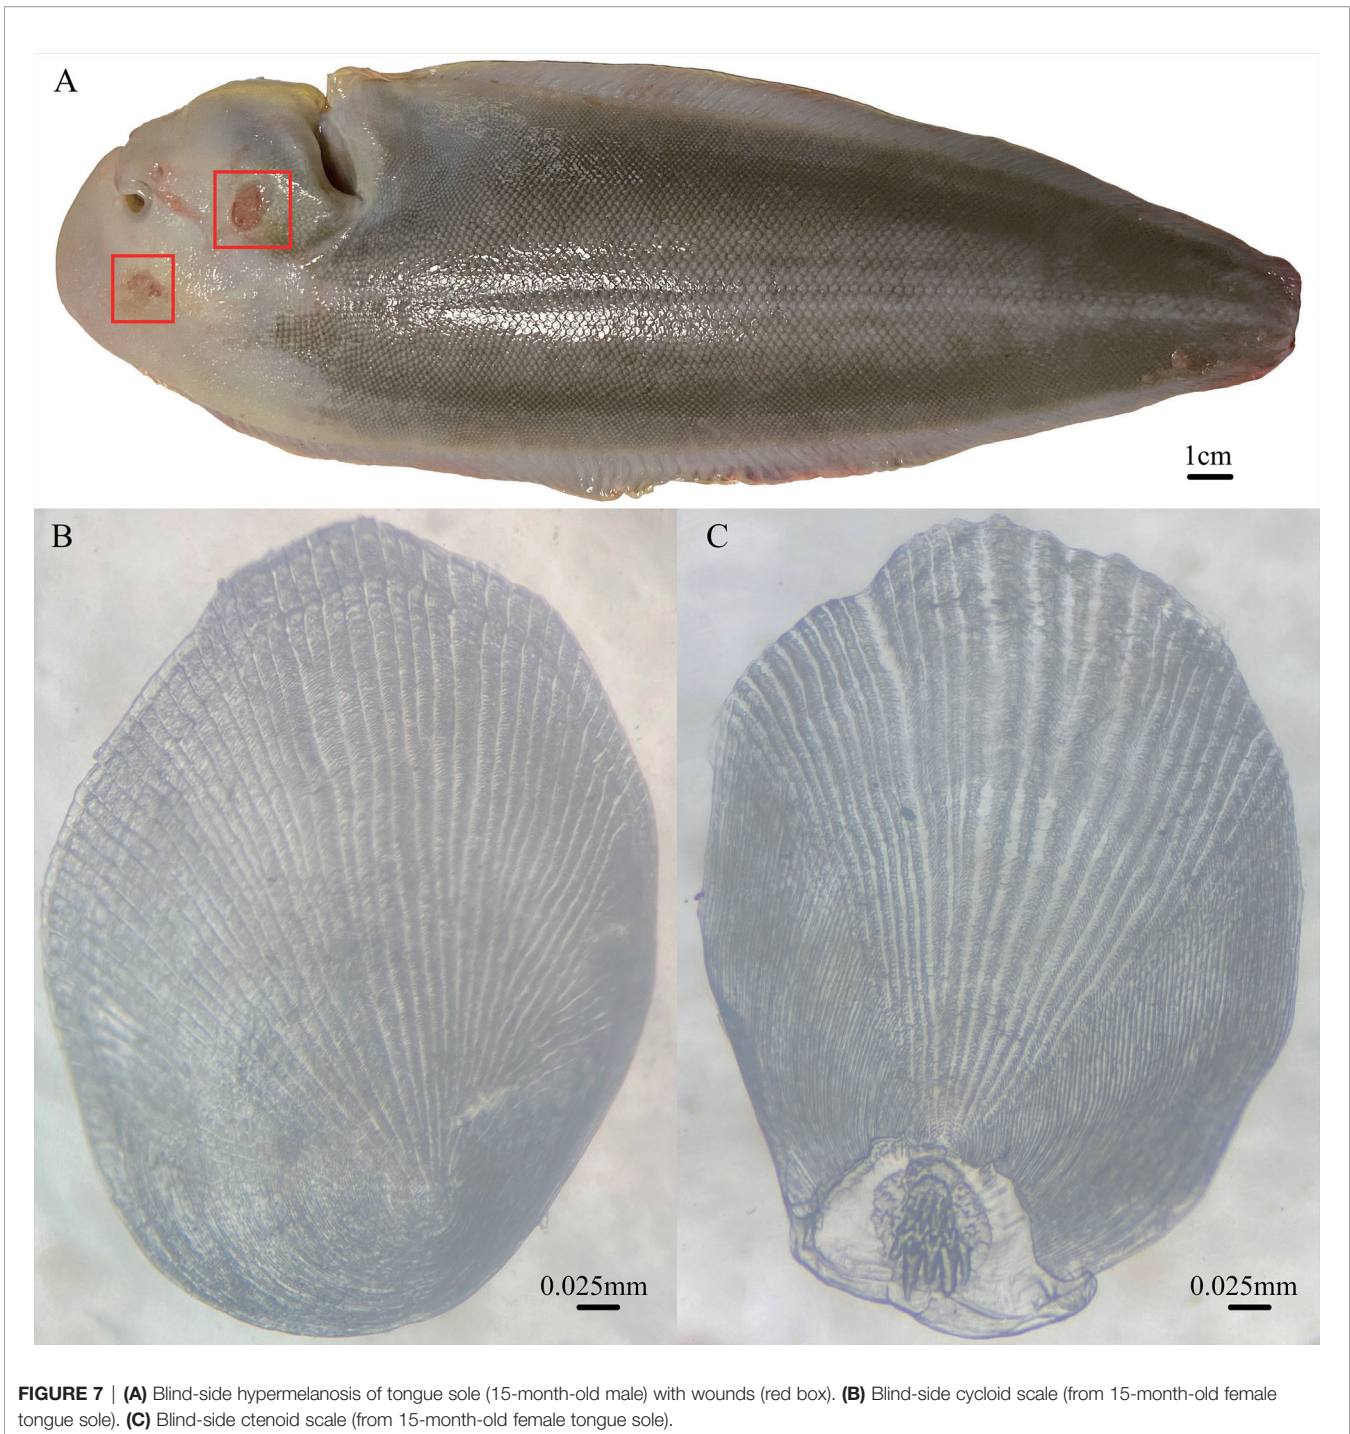 A
1cm
B
C
0.025mm
0.025mm
FIGURE 7 | (A) Blind-side hypermelanosis of tongue sole (15-month-old male) with wounds (red box). (B) Blind-side cycloid scale (from 15-month-old female
tongue sole). (C) Blind-side ctenoid scale (from 15-month-old female tongue sole).